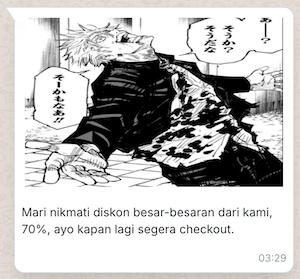 あー？
そうか？
そうだな
そーかもなあ!!
Mari nikmati diskon besar-besaran dari kami,
70%, ayo kapan lagi segera checkout.
03:29